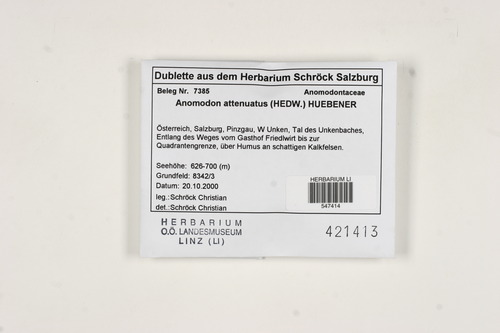 Dublette aus dem Herbarium Schröck Salzburg
Beleg Nr. 7385 Anomodontaceae
Anomodon attenuatus (HEDW.) HUEBENER
Österreich, Salzburg, Pinzgau, W Unken, Tal des Unkenbaches,
Entlang des Weges vom Gasthof Friedlwirt bis zur
Quadrantengrenze, über Humus an schattigen Kalkfelsen.
Seehöhe: 626-700 (m)
Grundfeld: 8342/3
Datum: 20.10.2000
leg.: Schröck Christian
det.: Schröck Christian
HERBARIUM LI
547414
HERBARIUM
O.Ö. LANDESMUSEUM
LINZ (LI)
421413